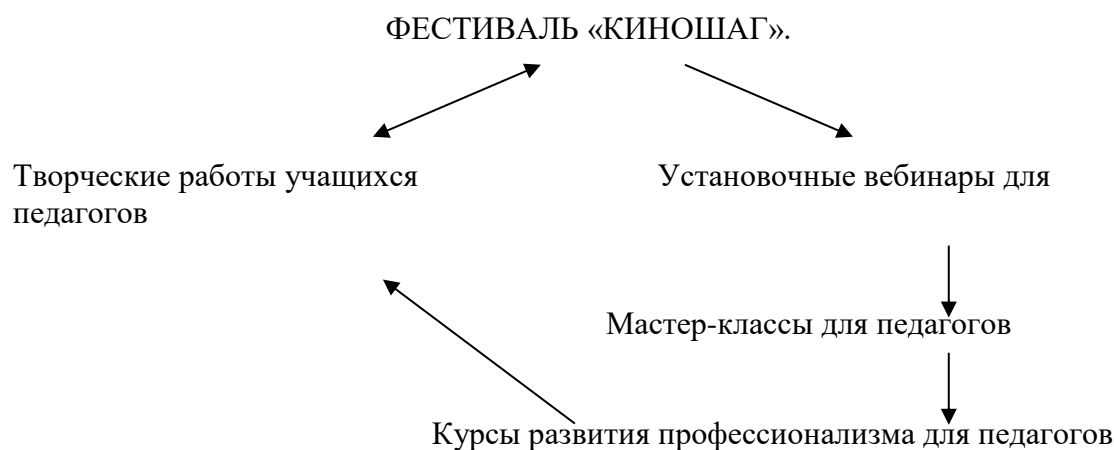 ФЕСТИВАЛЬ «КИНОШАГ».
Творческие работы учащихся Установочные вебинары для
педагогов
Мастер-классы для педагогов
Курсы развития профессионализма для педагогов